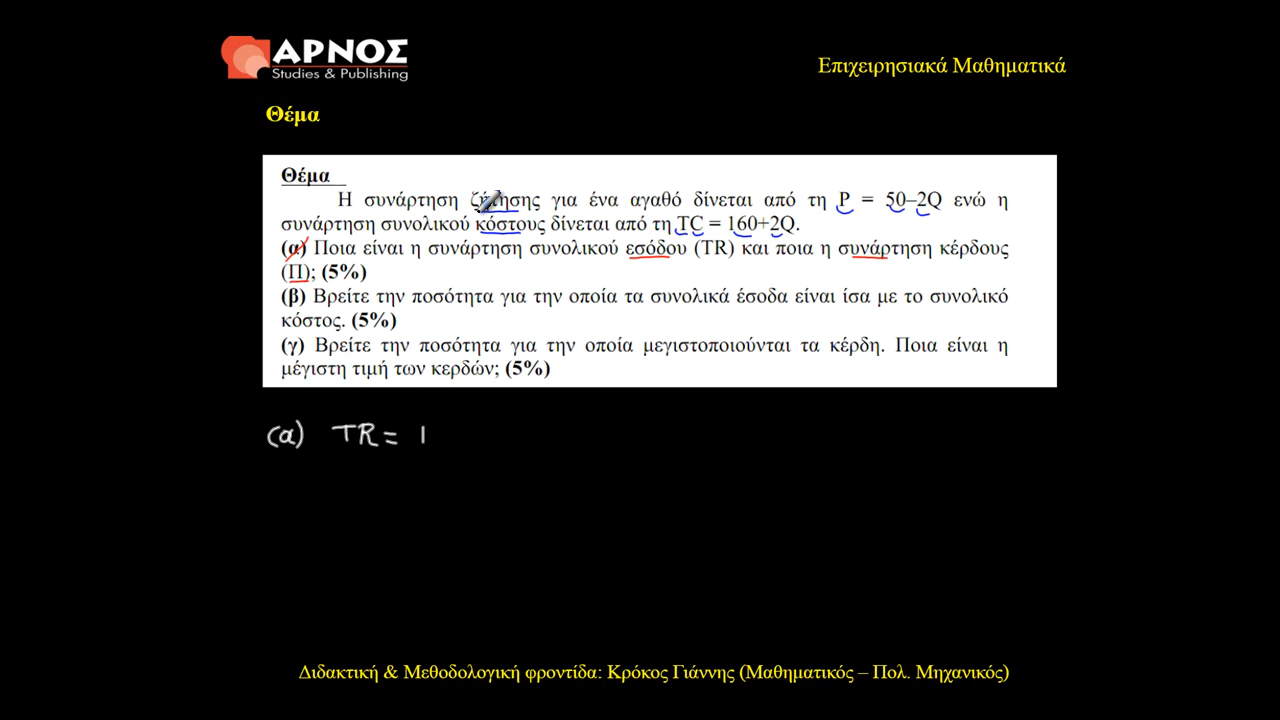 ΑΡΝΟΣ
Studies & Publishing
Επιχειρησιακά Μαθηματικά
Θέμα
Θέμα
Η συνάρτηση ζήτησης για ένα αγαθό δίνεται από τη P = 50–2Q ενώ η
συνάρτηση συνολικού κόστους δίνεται από τη TC = 160+2Q.
(α) Ποια είναι η συνάρτηση συνολικού εσόδου (TR) και ποια η συνάρτηση κέρδους
(Π); (5%)
(β) Βρείτε την ποσότητα για την οποία τα συνολικά έσοδα είναι ίσα με το συνολικό
κόστος. (5%)
(γ) Βρείτε την ποσότητα για την οποία μεγιστοποιούνται τα κέρδη. Ποια είναι η
μέγιστη τιμή των κερδών; (5%)
(α) TR = 1
Διδακτική & Μεθοδολογική φροντίδα: Κρόκος Γιάννης (Μαθηματικός – Πολ. Μηχανικός)